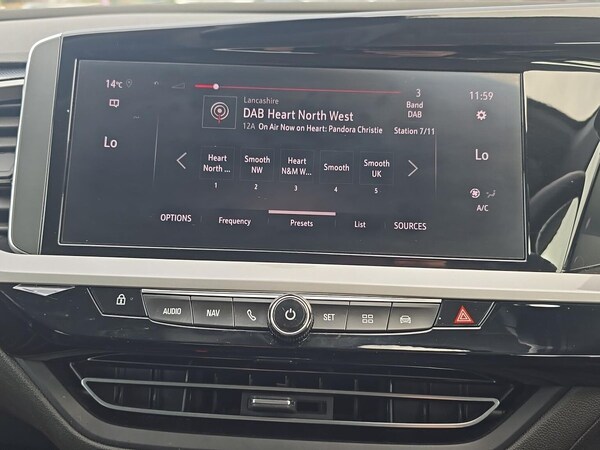 14°C
Lancashire
DAB Heart North West
12A On Air Now on Heart: Pandora Christie
3
Band
DAB
Station 7/11
11:59
Lo
Lo
Heart North ...
Smooth NW
Heart N&M W...
Smooth
Smooth UK
1 2 3 4 5
A/C
OPTIONS Frequency Presets List SOURCES
AUDIO NAV SET